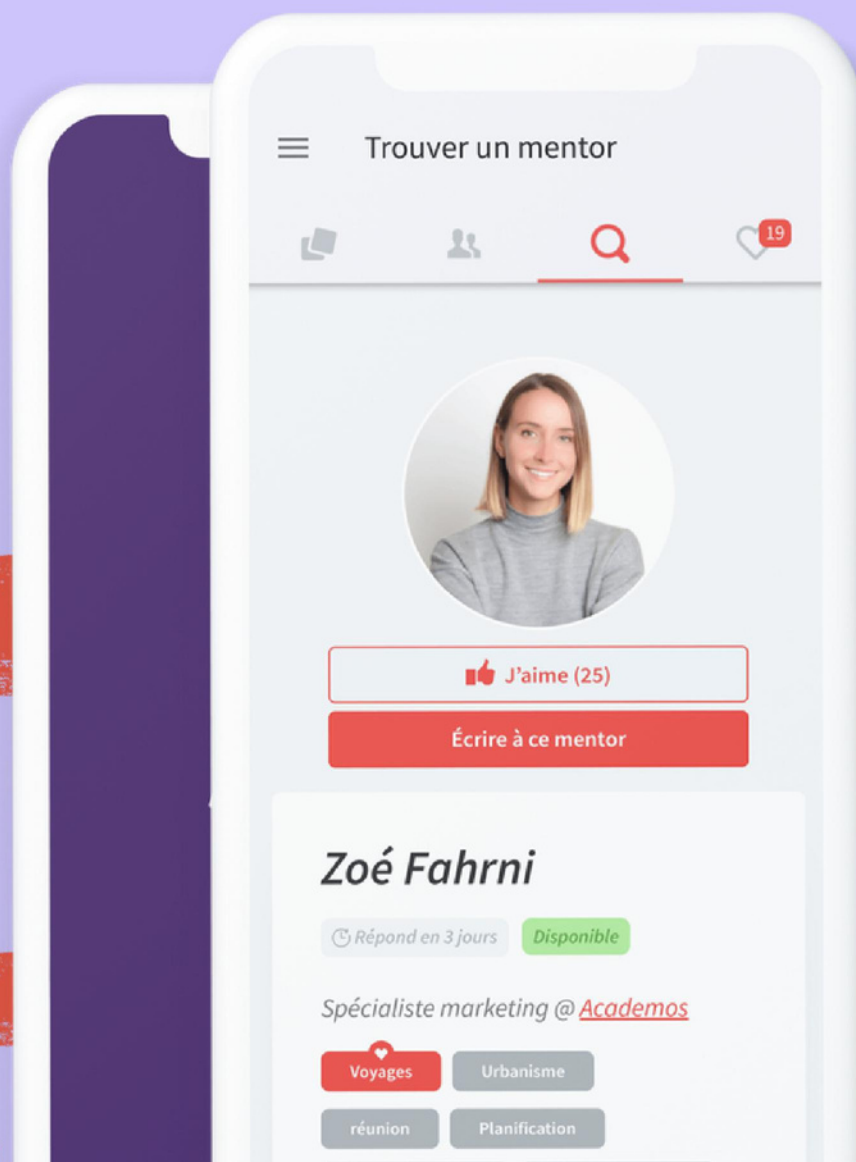 Trouver un mentor
19
J'aime (25)
Écrire à ce mentor
Zoé Fahrni
Répond en 3 jours Disponible
Spécialiste marketing @ Academos
Voyages Urbanisme
réunion Planification